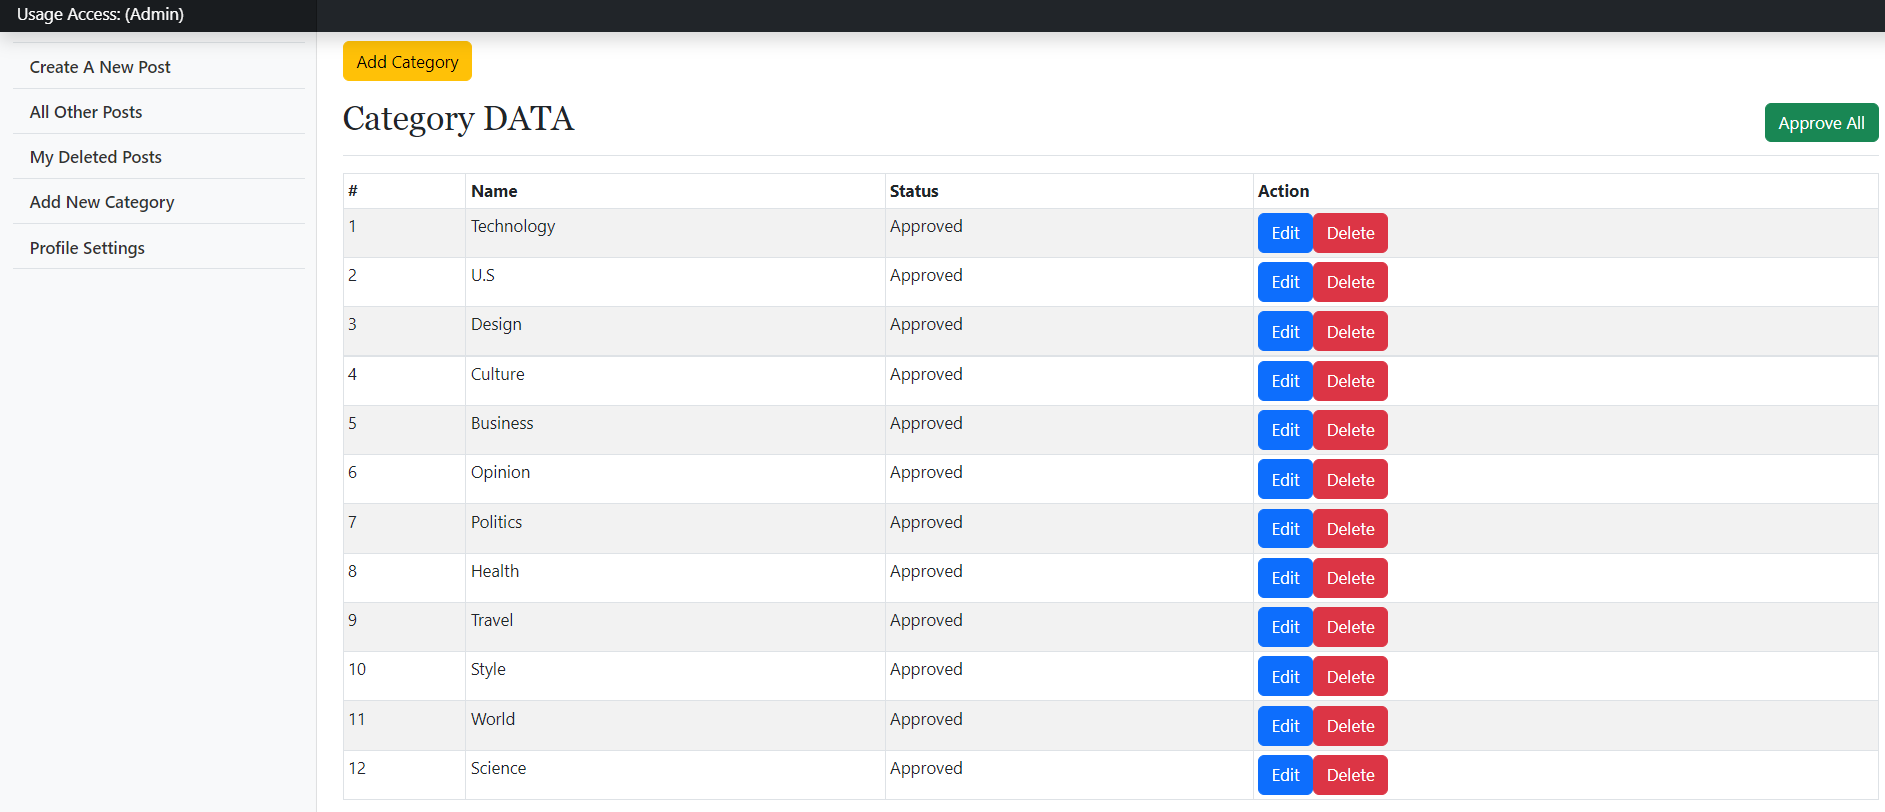 Usage Access: (Admin)
Create A New Post
All Other Posts
My Deleted Posts
Add New Category
Profile Settings
Add Category
Category DATA
Approve All
# Name Status Action
1 Technology Approved Edit Delete
2 U.S Approved Edit Delete
3 Design Approved Edit Delete
4 Culture Approved Edit Delete
5 Business Approved Edit Delete
6 Opinion Approved Edit Delete
7 Politics Approved Edit Delete
8 Health Approved Edit Delete
9 Travel Approved Edit Delete
10 Style Approved Edit Delete
11 World Approved Edit Delete
12 Science Approved Edit Delete